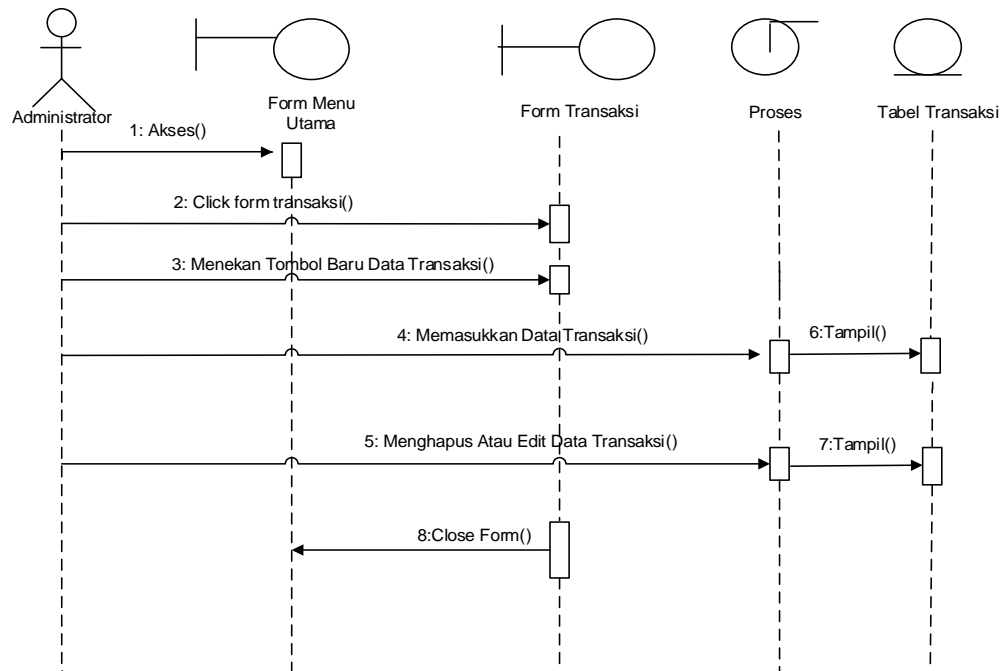 Administrator
Form Menu
Utama
Form Transaksi
Proses
Tabel Transaksi
1: Akses()
2: Click form transaksi()
3: Menekan Tombol Baru Data Transaksi()
4: Memasukkan Data Transaksi()
6:Tampil()
5: Menghapus Atau Edit Data Transaksi()
7:Tampil()
8:Close Form()